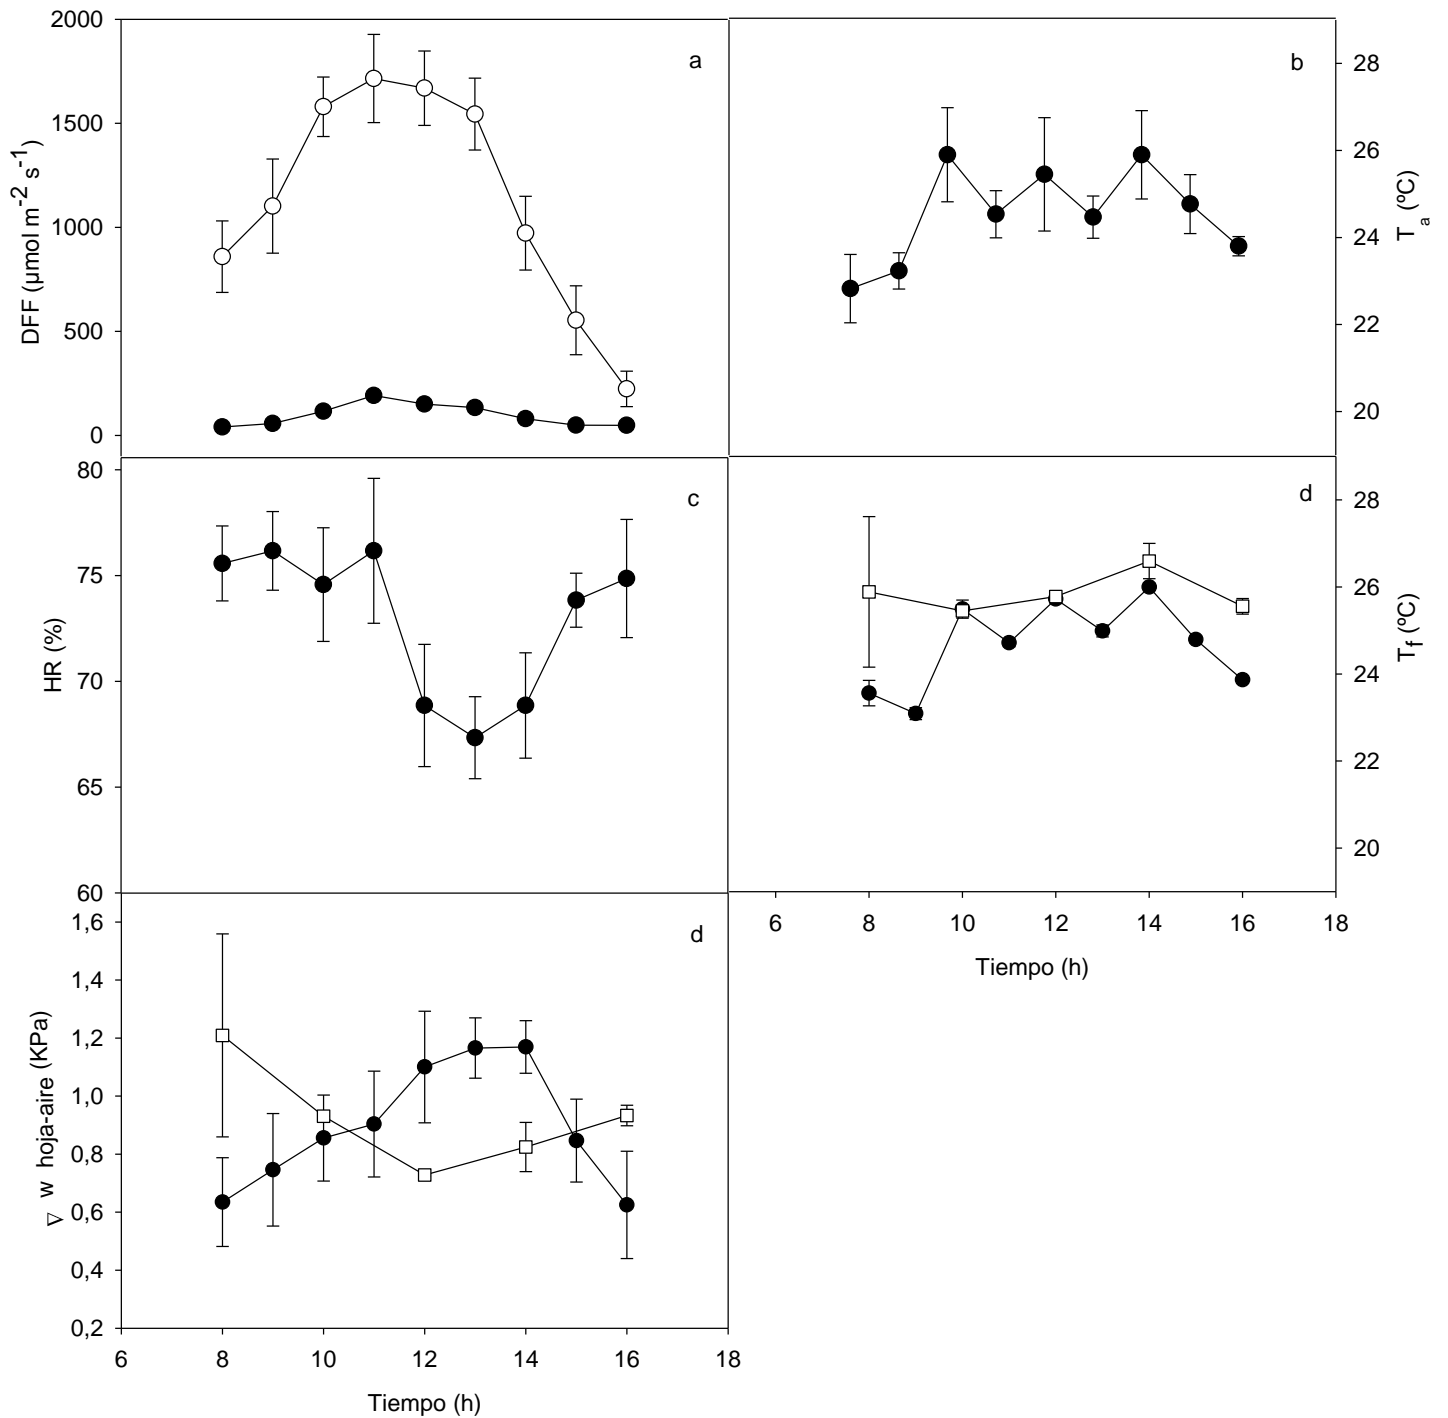 2000
1500
1000
500
0
DFF (μmol m-2 s-1)
a
b
28
26
24
22
20
Ta (ºC)
80
75
70
65
60
HR (%)
c
d
28
26
24
22
20
Tf (ºC)
6 8 10 12 14 16 18
Tiempo (h)
1,6
1,4
1,2
1,0
0,8
0,6
0,4
0,2
∇ w hoja-aire (KPa)
d
6 8 10 12 14 16 18
Tiempo (h)